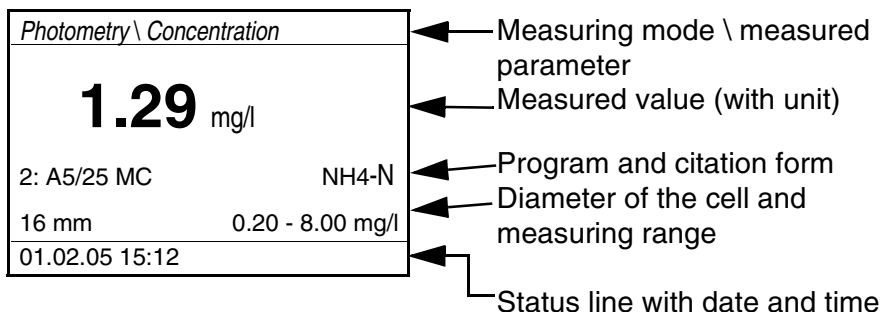 Photometry \ Concentration
1.29 mg/l
2: A5/25 MC NH4-N
16 mm 0.20 - 8.00 mg/l
01.02.05 15:12
Measuring mode \ measured
parameter
Measured value (with unit)
Program and citation form
Diameter of the cell and
measuring range
Status line with date and time